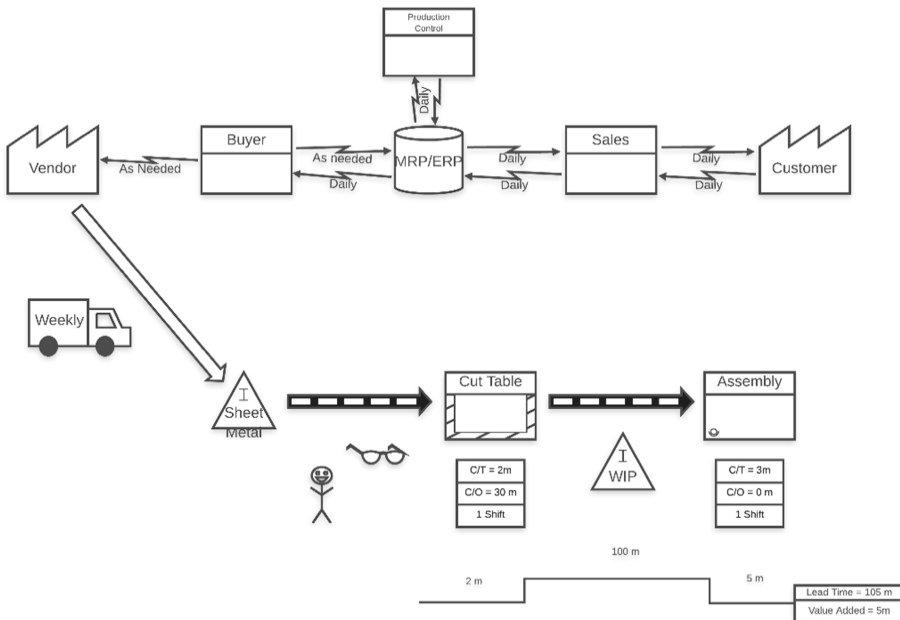 Production
Control
Daily
Vendor
As Needed
Buyer
As needed
Daily
MRP/ERP
Daily
Daily
Sales
Daily
Daily
Customer
Weekly
I
Sheet
Metal
Cut Table
Assembly
C/T = 2m
C/O = 30 m
1 Shift
I
WIP
C/T = 3m
C/O = 0 m
1 Shift
100 m
2 m
5 m
Lead Time = 105 m
Value Added = 5m